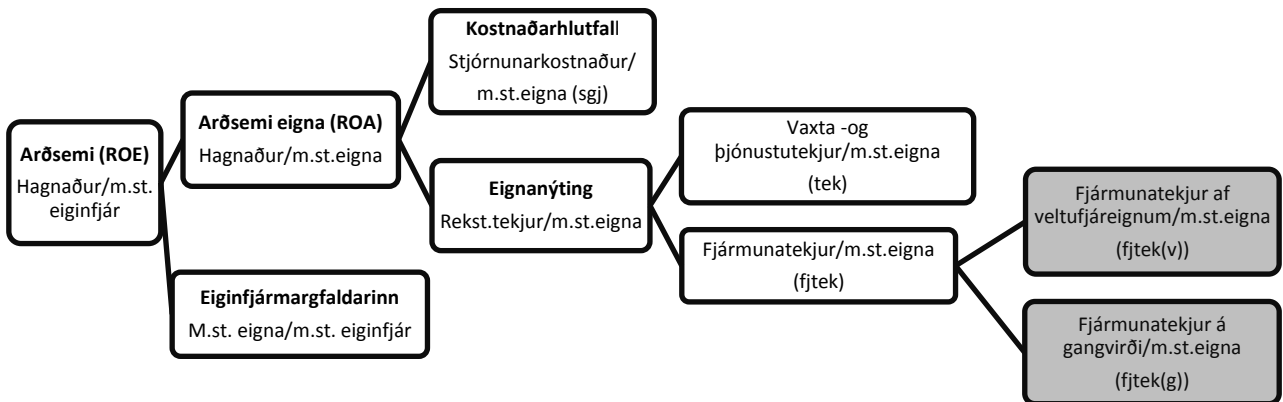 Arðsemi (ROE)
Hagnaður/m.st.
eiginfjár
Arðsemi eigna (ROA)
Hagnaður/m.st.eigna
Eiginfjármargfaldarinn
M.st. eigna/m.st. eiginfjár
Kostnaðarhlutfall
Stjórnunarkostnaður/
m.st.eigna (sgj)
Eignanýting
Rekst.tekjur/m.st.eigna
Vaxta -og
þjónustutekjur/m.st.eigna
(tek)
Fjármunatekjur/m.st.eigna
(fjtek)
Fjármunatekjur af
veltufjáreignum/m.st.eigna
(fjtek(v))
Fjármunatekjur á
gangvirði/m.st.eigna
(fjtek(g))